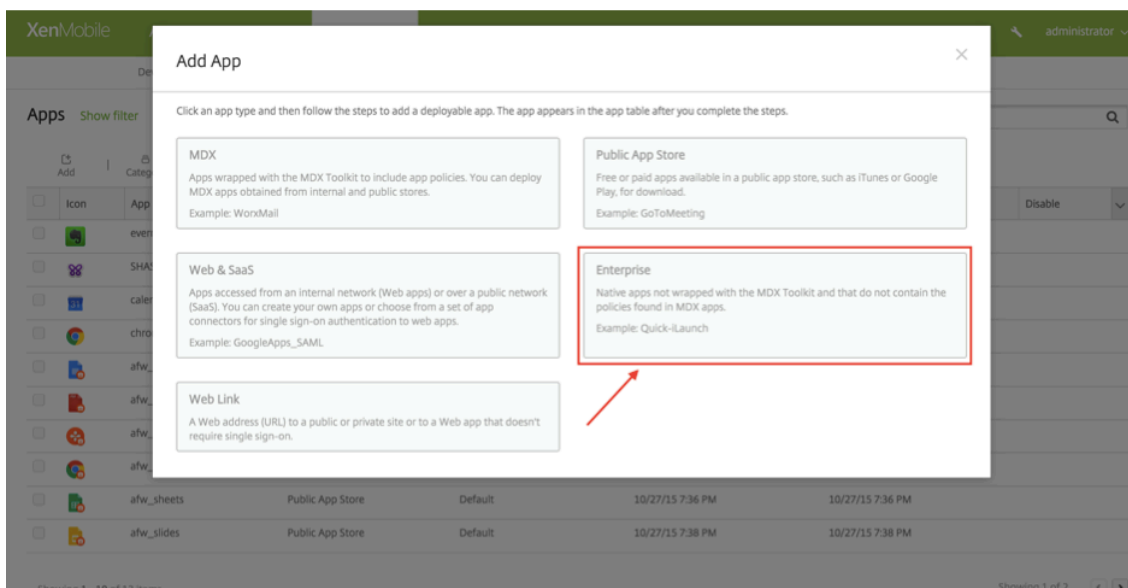 XenMobile
administrator
Add App
Click an app type and then follow the steps to add a deployable app. The app appears in the app table after you complete the steps.
Apps Show filter
MDX
Apps wrapped with the MDX Toolkit to include app policies. You can deploy
MDX apps obtained from internal and public stores.
Example: WorxMail
Public App Store
Free or paid apps available in a public app store, such as iTunes or Google
Play, for download.
Example: GoToMeeting
Web & SaaS
Apps accessed from an internal network (Web apps) or over a public network
(SaaS). You can create your own apps or choose from a set of app
connectors for single sign-on authentication to web apps.
Example: GoogleApps_SAML
Enterprise
Native apps not wrapped with the MDX Toolkit and that do not contain the
policies found in MDX apps.
Example: Quick-iLaunch
Web Link
A Web address (URL) to a public or private site or to a Web app that doesn't
require single sign-on.
Add
Icon App Disable
even
SHAS
31 caler
chro
afw_
afw_
afw_
afw_
afw_sheets Public App Store Default 10/27/15 7:36 PM 10/27/15 7:36 PM
afw_slides Public App Store Default 10/27/15 7:38 PM 10/27/15 7:38 PM